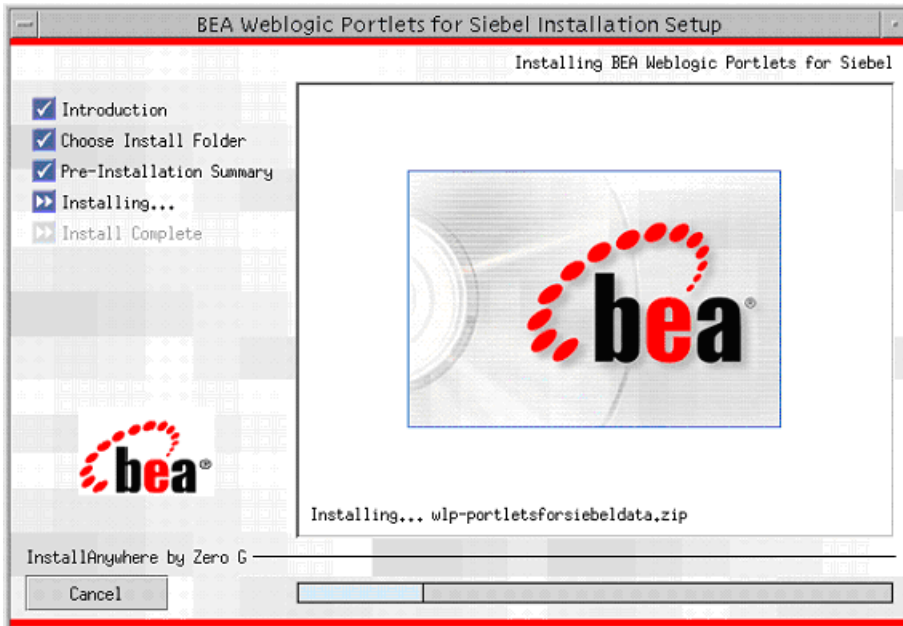 BEA Weblogic Portlets for Siebel Installation Setup
Installing BEA Weblogic Portlets for Siebel
Introduction
Choose Install Folder
Pre-Installation Summary
Installing...
Install Complete
bea®
bea®
Installing... wlp-portletsforsiebeldata.zip
InstallAnywhere by Zero G
Cancel